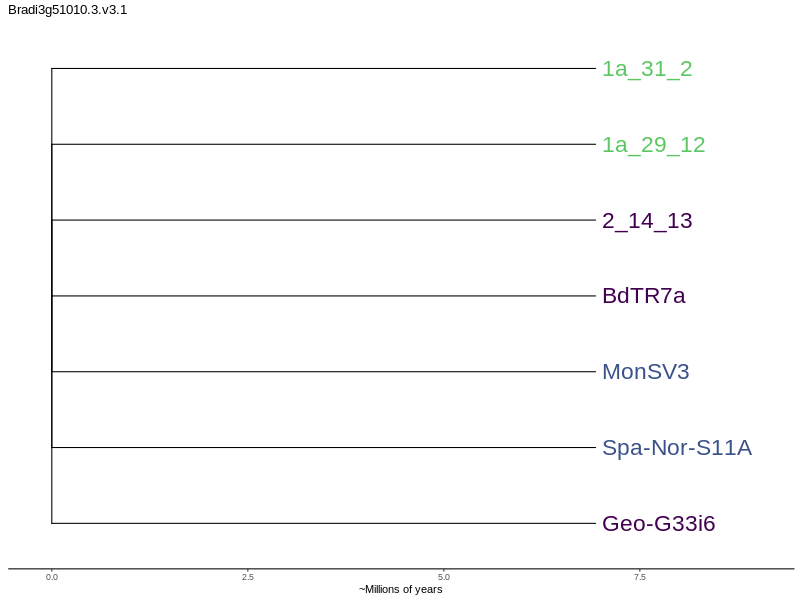 Bradi3g51010.3.v3.1
1a_31_2
1a_29_12
2_14_13
BdTR7a
MonSV3
Spa-Nor-S11A
Geo-G33i6
0.0 2.5 5.0 7.5
~Millions of years